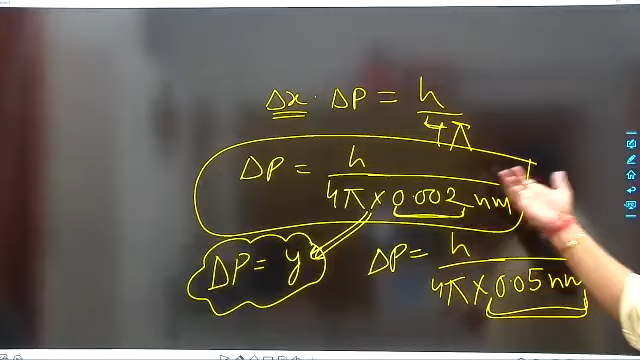 Δx · ΔP = h/4π
ΔP = h/4π × 0.002 nm
ΔP = y
ΔP = h/4π × 0.05 nm